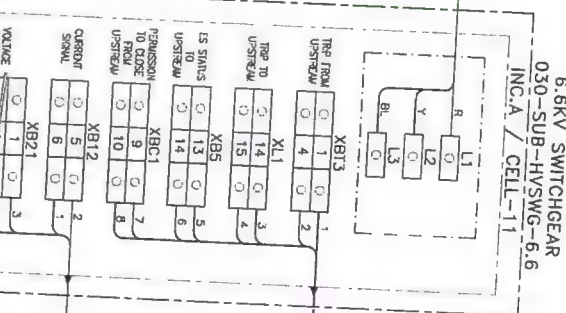 6.6KV SWITCHGEAR
030-SUB-HVSWG-6.6
INC.A / CELL-11
R L1
Y L2
BL L3
XBT3
TRIP FROM
UPSTREAM
1 1
4 2
XL1
TRIP TO
UPSTREAM
14 3
15 4
XB5
ES STATUS
TO
UPSTREAM
13 5
14 6
XBC1
PERMISSION
TO CLOSE
FROM
UPSTREAM
9 7
10 8
XB12
CURRENT
SIGNAL
5 2
6 1
XB21
VOLTAGE
1 3